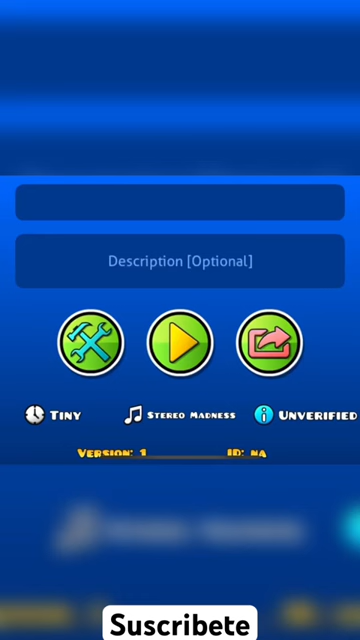 Description [Optional]
Tiny
Stereo Madness
Unverified
Version: 1
ID: na
Suscribete